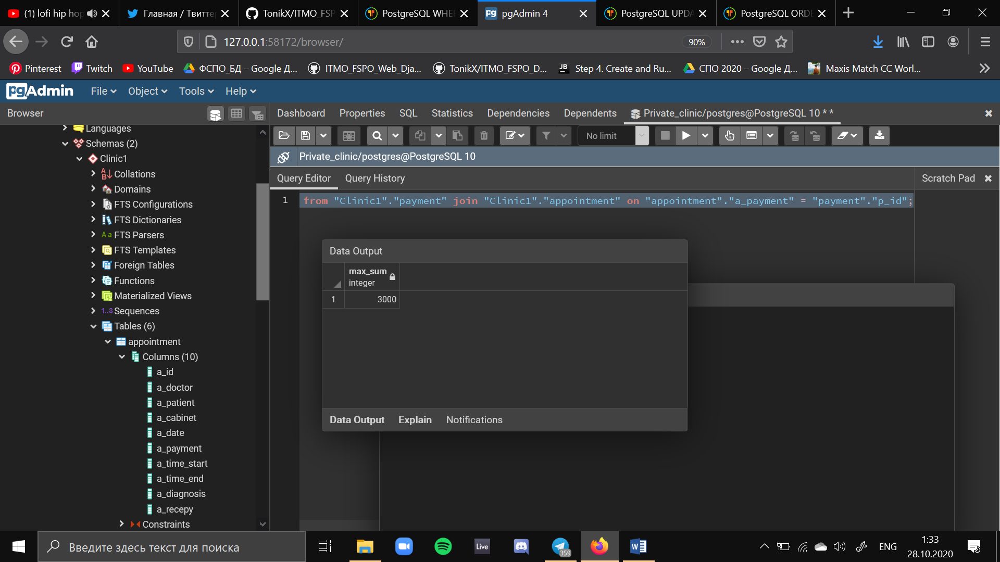 (1) lofi hip hop
Главная / Твитте
TonikX/ITMO_FSP
PostgreSQL WHE
pgAdmin 4
PostgreSQL UPDA
PostgreSQL ORDE
127.0.0.1:58172/browser/
90%
Pinterest
Twitch
YouTube
ФСПО_БД – Google Д...
ITMO_FSPO_Web_Dja...
TonikX/ITMO_FSPO_D...
Step 4. Create and Ru...
СПО 2020 – Google Д...
Maxis Match CC Worl...
pgAdmin
File
Object
Tools
Help
Browser
Dashboard
Properties
SQL
Statistics
Dependencies
Dependents
Private_clinic/postgres@PostgreSQL 10 * *
No limit
Private_clinic/postgres@PostgreSQL 10
Query Editor
Query History
Scratch Pad
1 from "Clinic1"."payment" join "Clinic1"."appointment" on "appointment"."a_payment" = "payment"."p_id";
Languages
Schemas (2)
Clinic1
Collations
Domains
FTS Configurations
FTS Dictionaries
FTS Parsers
FTS Templates
Foreign Tables
Functions
Materialized Views
Sequences
Tables (6)
appointment
Columns (10)
a_id
a_doctor
a_patient
a_cabinet
a_date
a_payment
a_time_start
a_time_end
a_diagnosis
a_recepy
Constraints
Data Output
max_sum
integer
1 3000
Data Output
Explain
Notifications
Введите здесь текст для поиска
Live
359
ENG
1:33
28.10.2020